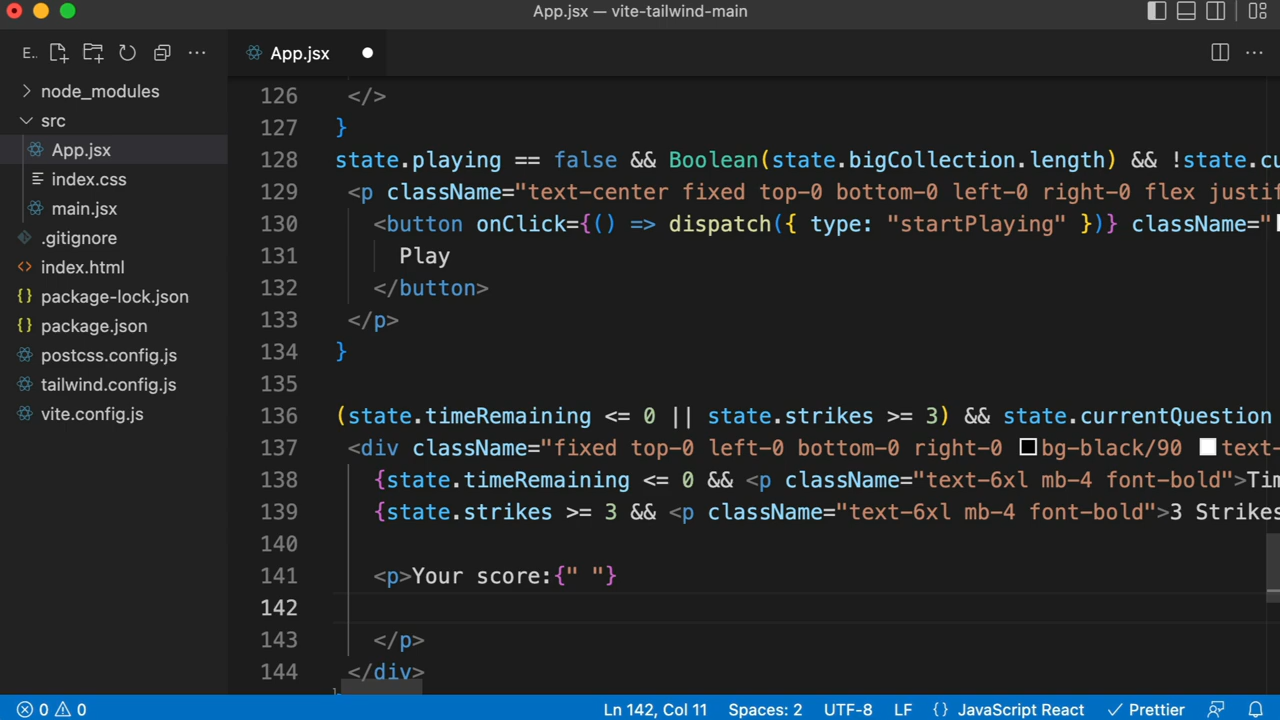 App.jsx — vite-tailwind-main
E..
App.jsx
node_modules
src
App.jsx
index.css
main.jsx
.gitignore
index.html
package-lock.json
package.json
postcss.config.js
tailwind.config.js
vite.config.js
126 </>
127 }
128 state.playing == false && Boolean(state.bigCollection.length) && !state.cu
129 <p className="text-center fixed top-0 bottom-0 left-0 right-0 flex justif
130 <button onClick={() => dispatch({ type: "startPlaying" })} className="
131 Play
132 </button>
133 </p>
134 }
135
136 (state.timeRemaining <= 0 || state.strikes >= 3) && state.currentQuestion
137 <div className="fixed top-0 left-0 bottom-0 right-0 bg-black/90 text-
138 {state.timeRemaining <= 0 && <p className="text-6xl mb-4 font-bold">Tim
139 {state.strikes >= 3 && <p className="text-6xl mb-4 font-bold">3 Strikes
140
141 <p>Your score:{" "}
142
143 </p>
144 </div>
0 0 Ln 142, Col 11 Spaces: 2 UTF-8 LF {} JavaScript React Prettier